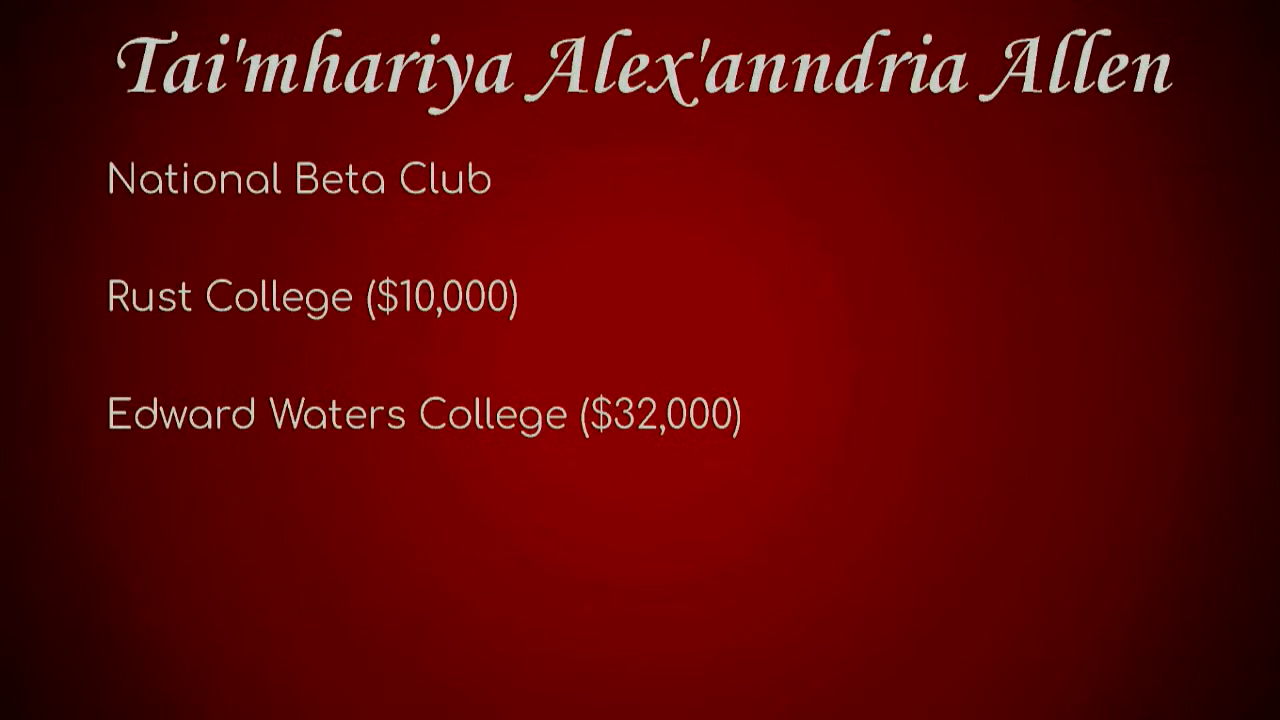 Tai'mhariya Alex'anndria Allen
National Beta Club
Rust College ($10,000)
Edward Waters College ($32,000)